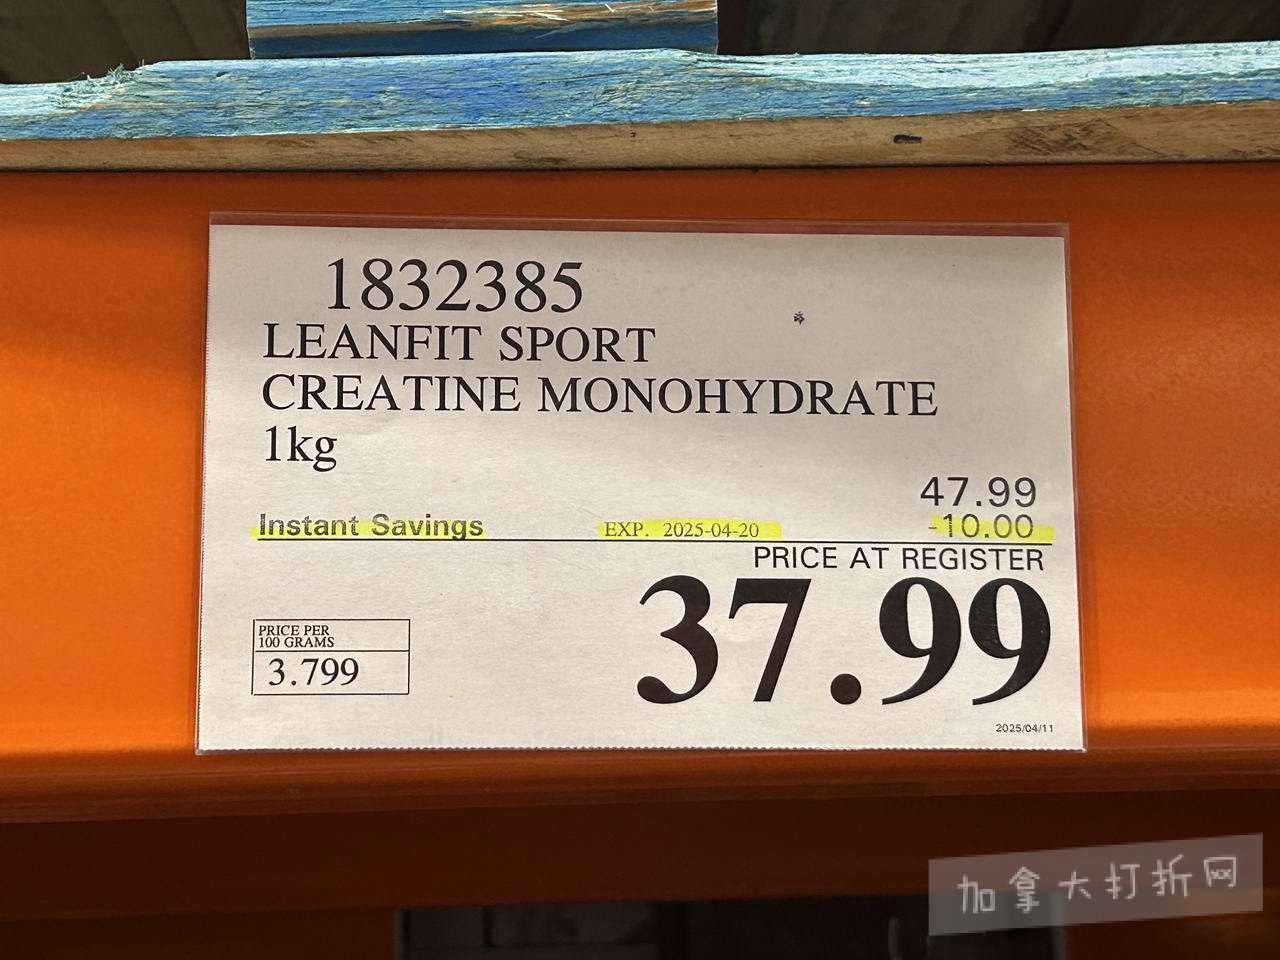 1832385
LEANFIT SPORT
CREATINE MONOHYDRATE
1kg
47.99
Instant Savings EXP. 2025-04-20 -10.00
PRICE AT REGISTER
37.99
PRICE PER
100 GRAMS
3.799
2025/04/11
加拿大打折网